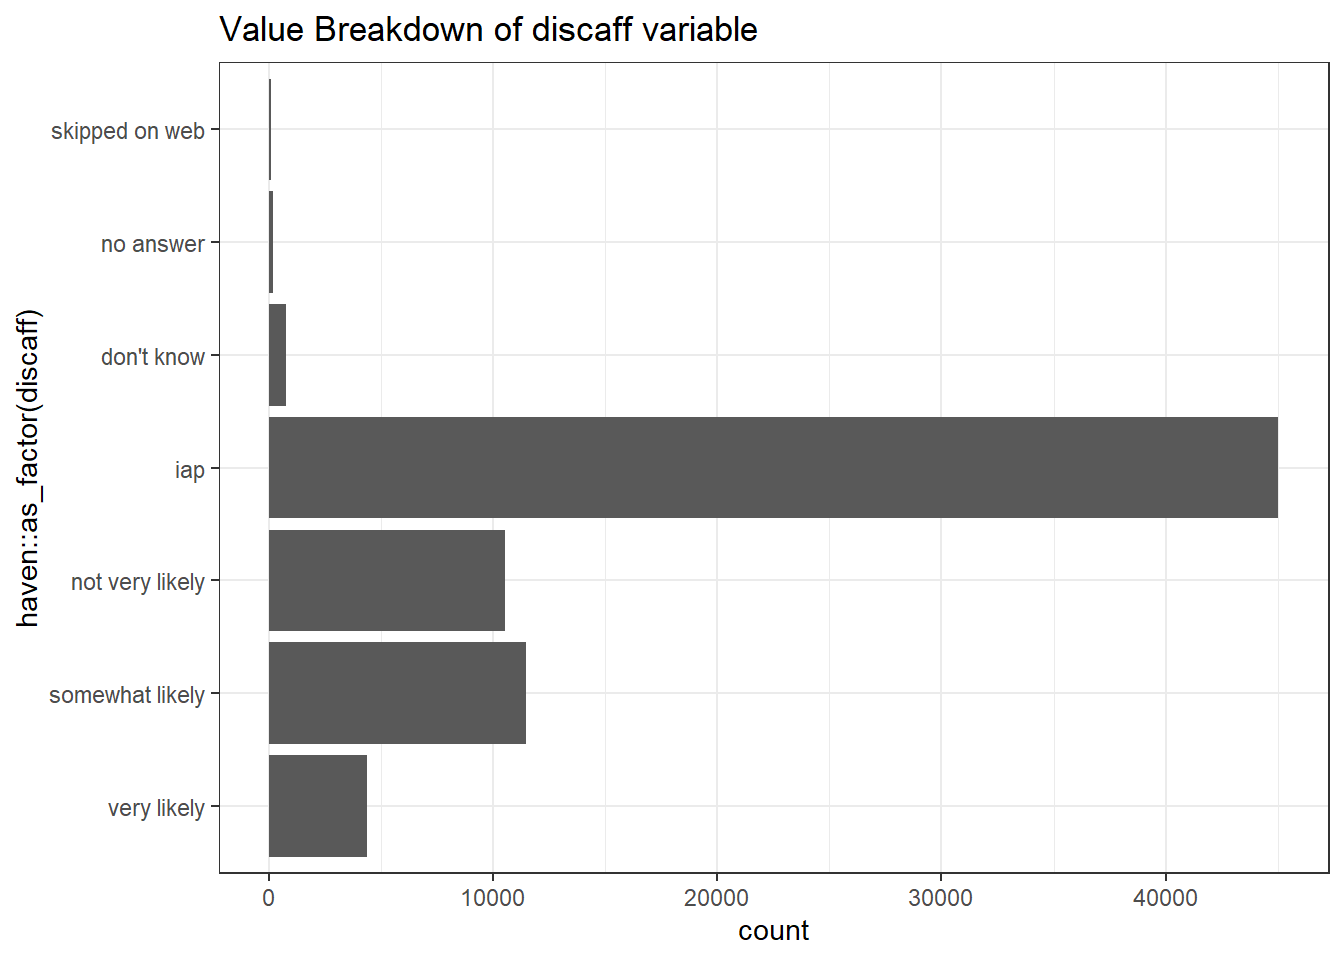 Value Breakdown of discaff variable
haven::as_factor(discaff)
skipped on web
no answer
don't know
iap
not very likely
somewhat likely
very likely
0 10000 20000 30000 40000
count